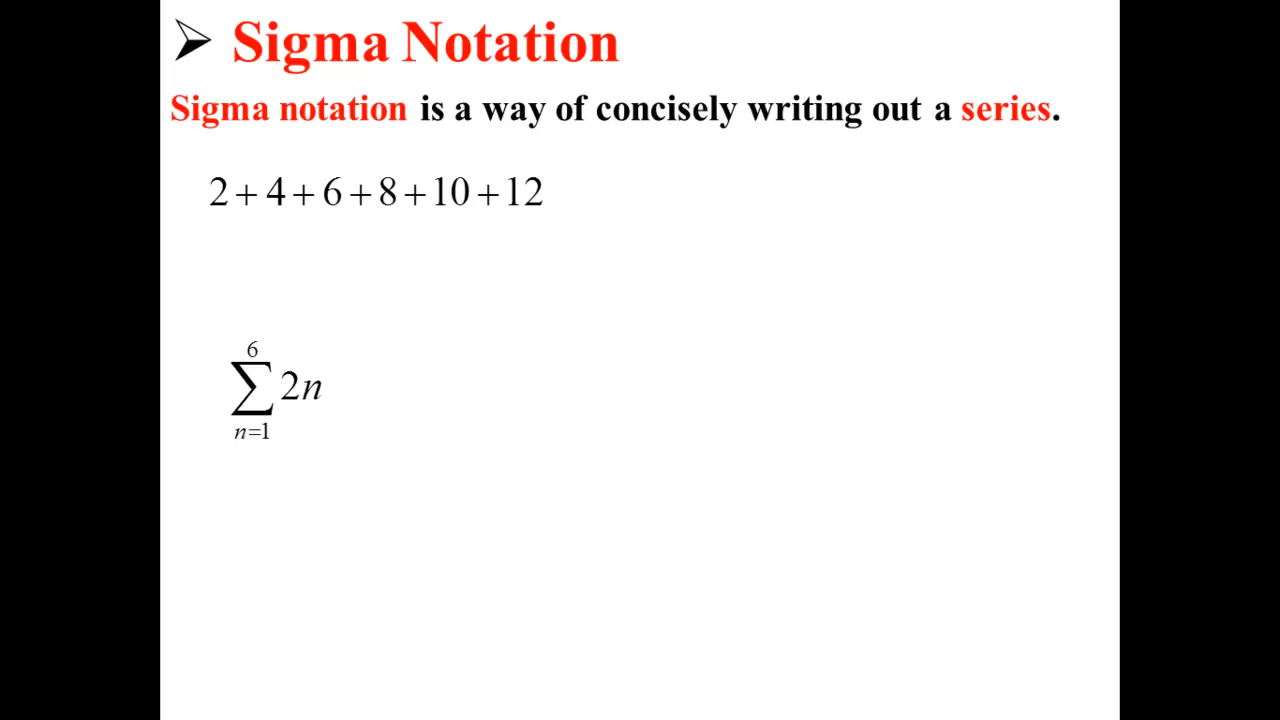 ➢ Sigma Notation
Sigma notation is a way of concisely writing out a series.
2 + 4 + 6 + 8 + 10 + 12
6
∑ 2n
n=1